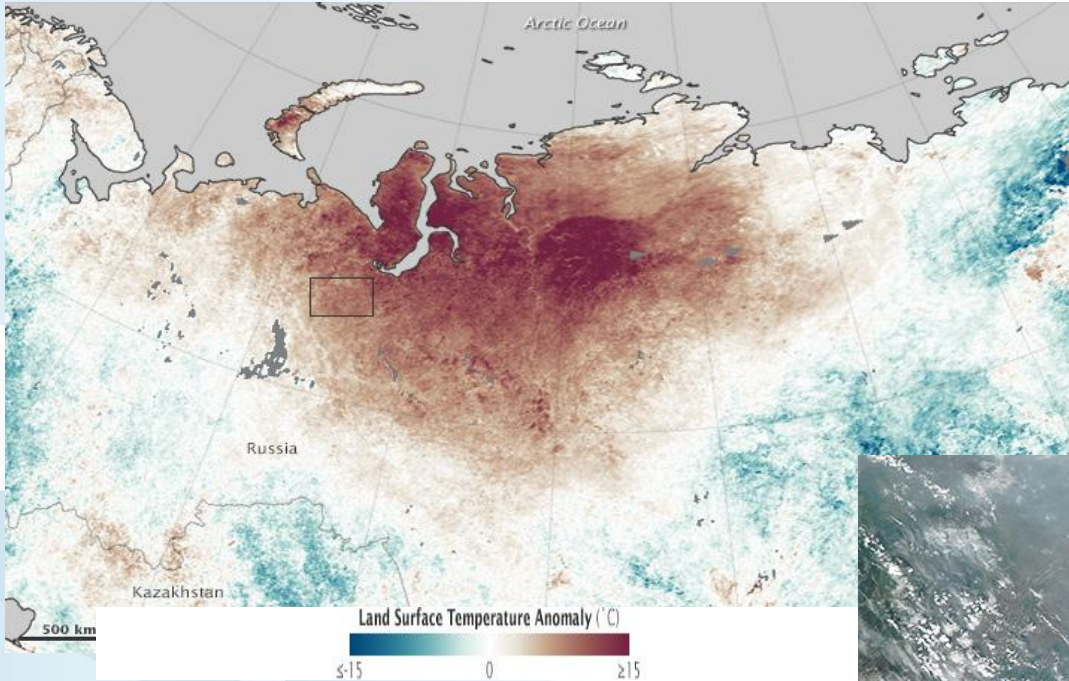 Arctic Ocean
Russia
Kazakhstan
500 km
Land Surface Temperature Anomaly (˚C)
≤-15 0 ≥15